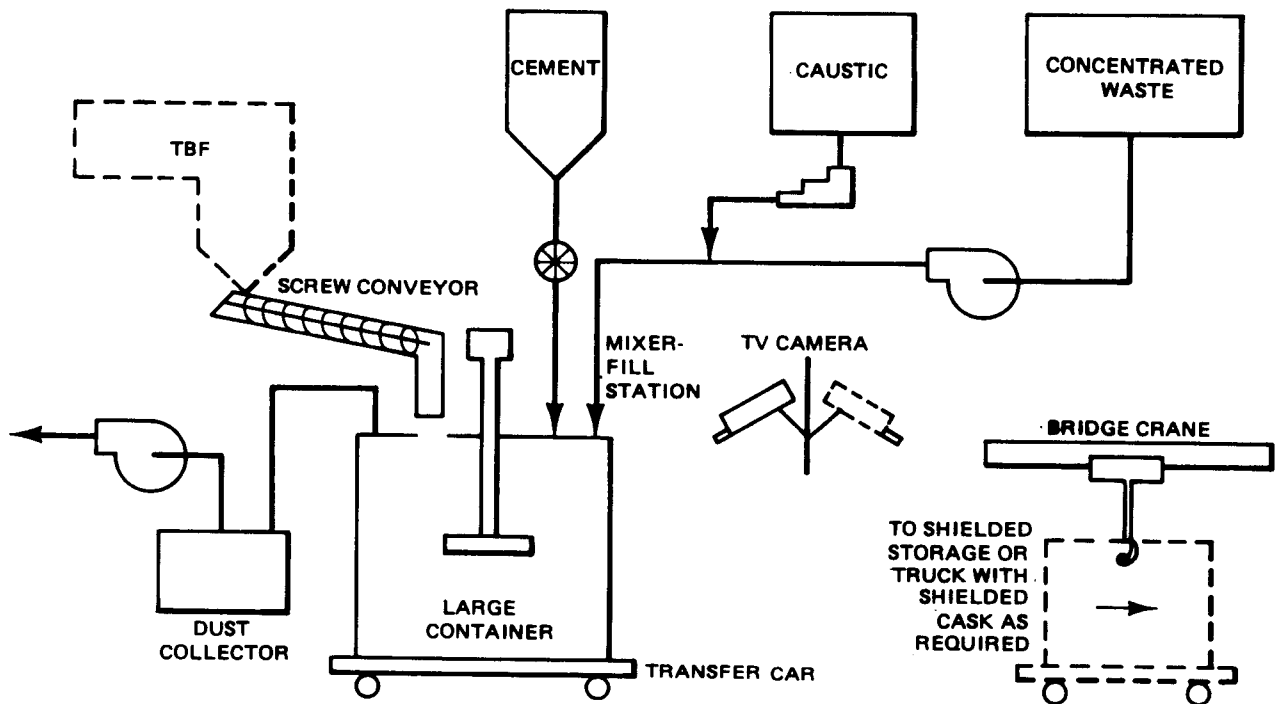 CEMENT
CAUSTIC
CONCENTRATED
WASTE
TBF
SCREW CONVEYOR
MIXER-
FILL
STATION
TV CAMERA
BRIDGE CRANE
TO SHIELDED
STORAGE OR
TRUCK WITH
SHIELDED
CASK AS
REQUIRED
LARGE
CONTAINER
DUST
COLLECTOR
TRANSFER CAR